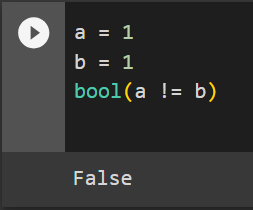 a = 1
b = 1
bool(a != b)
False